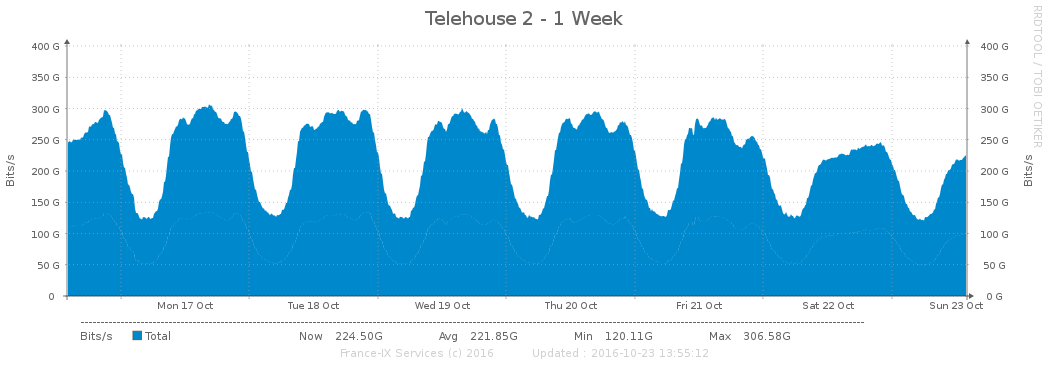 Telehouse 2 - 1 Week
RRDTOOL / TOBI OETIKER
Bits/s
400 G
350 G
300 G
250 G
200 G
150 G
100 G
50 G
0
400 G
350 G
300 G
250 G
200 G
150 G
100 G
50 G
0 G
Bits/s
Mon 17 Oct Tue 18 Oct Wed 19 Oct Thu 20 Oct Fri 21 Oct Sat 22 Oct Sun 23 Oct
Bits/s Total Now 224.50G Avg 221.85G Min 120.11G Max 306.58G
France-IX Services (c) 2016 Updated : 2016-10-23 13:55:12